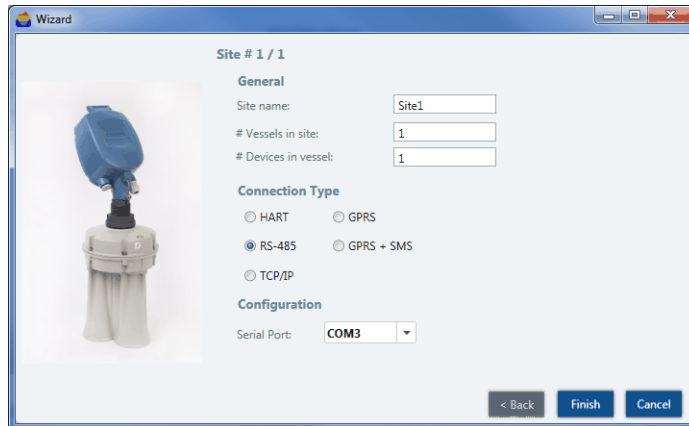 Wizard
Site # 1 / 1
General
Site name: Site1
# Vessels in site: 1
# Devices in vessel: 1
Connection Type
HART GPRS
RS-485 GPRS + SMS
TCP/IP
Configuration
Serial Port: COM3
< Back Finish Cancel